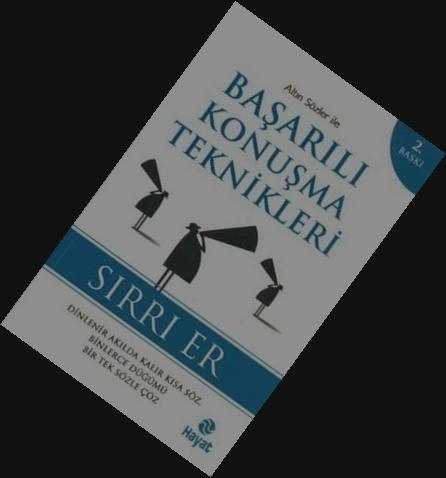 Altın Sözler ile
2.
BASKI
BAŞARILI
KONUŞMA
TEKNİKLERİ
SIRRI ER
DİNLENİR AKILDA KALIR KISA SÖZ,
BİNLERCE DÜĞÜMÜ
BİR TEK SÖZLE ÇÖZ
Hayat